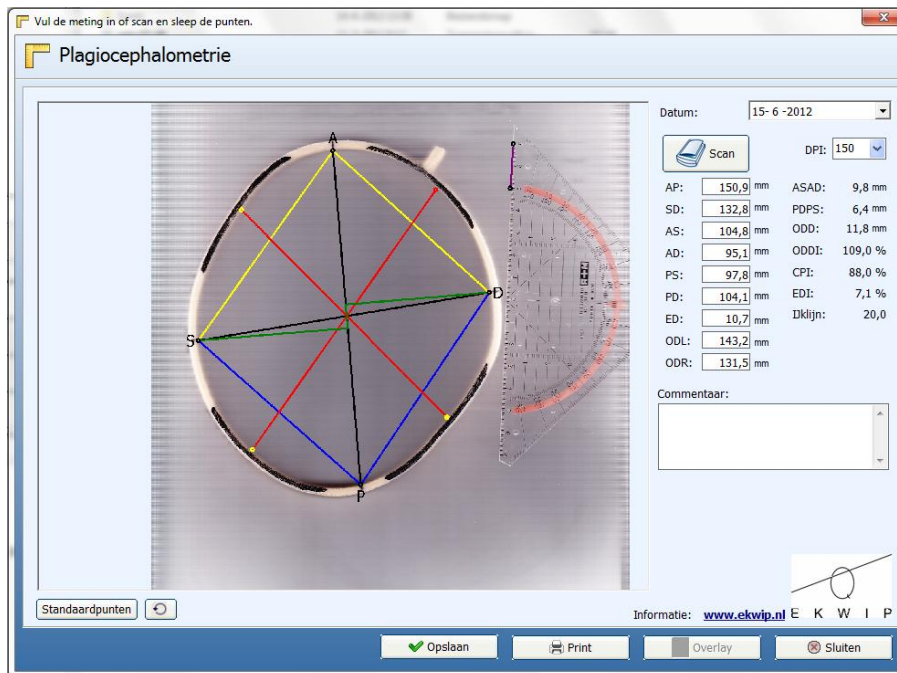 Vul de meting in of scan en sleep de punten.
Plagiocephalometrie
Datum: 15- 6 -2012
Scan
DPI: 150
AP: 150,9 mm ASAD: 9,8 mm
SD: 132,8 mm PDPS: 6,4 mm
AS: 104,8 mm ODD: 11,8 mm
AD: 95,1 mm ODDI: 109,0 %
PS: 97,8 mm CPI: 88,0 %
PD: 104,1 mm EDI: 7,1 %
ED: 10,7 mm IJklijn: 20,0
ODL: 143,2 mm
ODR: 131,5 mm
Commentaar:
A
D
S
P
Standaardpunten
Informatie: www.ekwip.nl
E K W I P
Opslaan
Print
Overlay
Sluiten